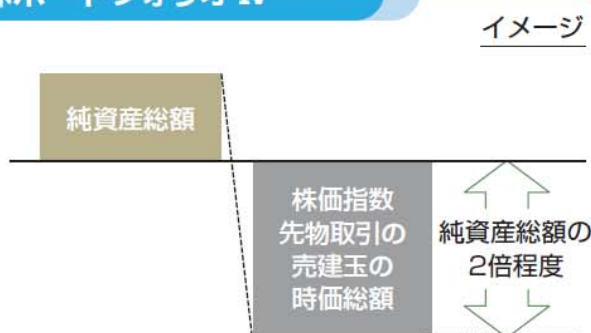 イメージ
純資産総額
株価指数
先物取引の
売建玉の
時価総額
純資産総額の
2倍程度